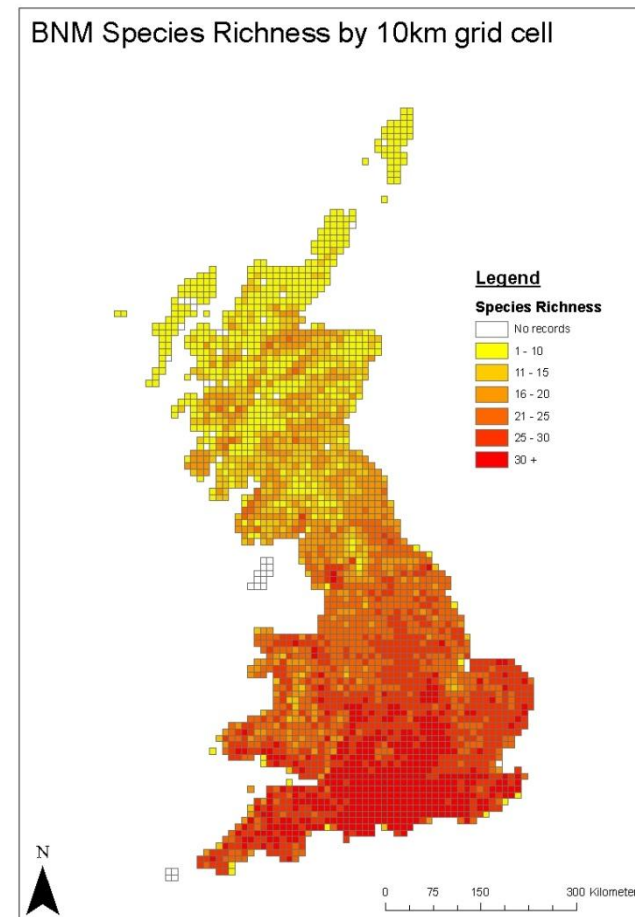 BNM Species Richness by 10km grid cell
Legend
Species Richness
No records
1 - 10
11 - 15
16 - 20
21 - 25
25 - 30
30 +
N
0 75 150 300 Kilometers